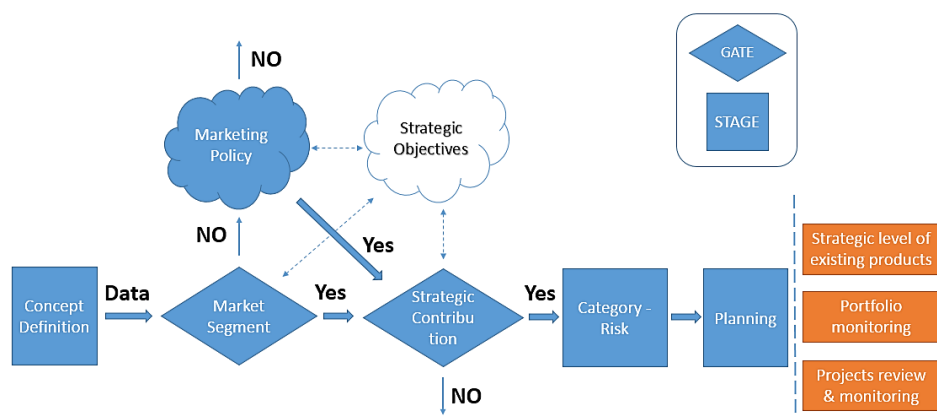 NO
GATE
Marketing
Policy
Strategic
Objectives
STAGE
NO
Yes
Strategic level of
existing products
Concept
Definition
Data
Market
Segment
Yes
Strategic
Contribu
tion
Yes
Category -
Risk
Planning
Portfolio
monitoring
NO
Projects review
& monitoring